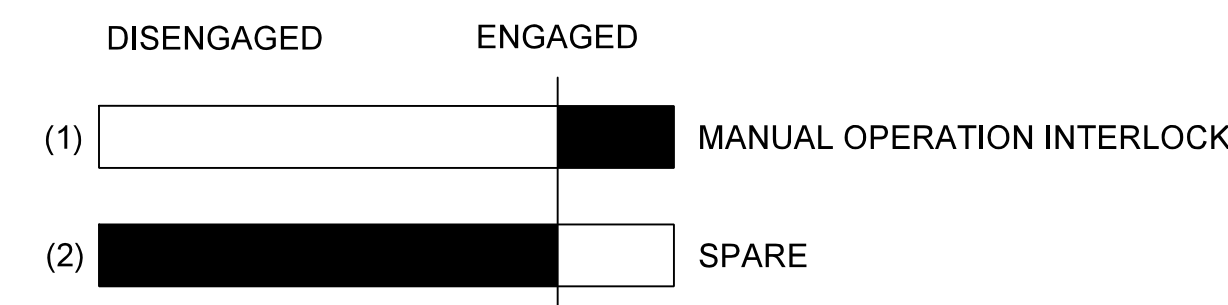 DISENGAGED ENGAGED
(1) MANUAL OPERATION INTERLOCK
(2) SPARE